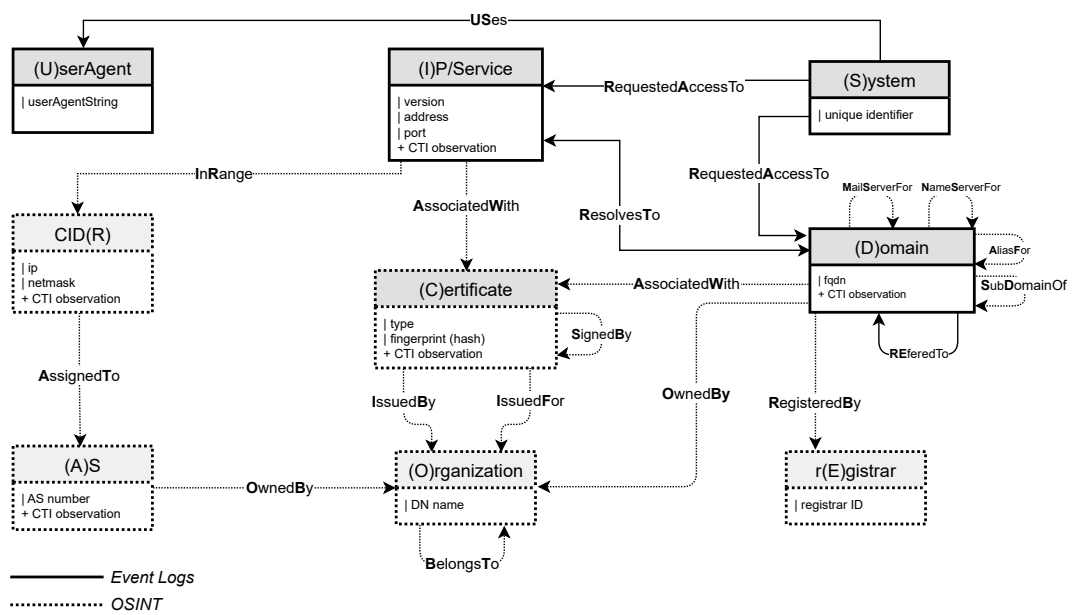 USes
(U)serAgent
| userAgentString
(I)P/Service
| version
| address
| port
+ CTI observation
(S)ystem
| unique identifier
RequestedAccessTo
RequestedAccessTo
InRange
AssociatedWith
ResolvesTo
MailServerFor
NameServerFor
CID(R)
| ip
| netmask
+ CTI observation
(D)omain
| fqdn
+ CTI observation
AliasFor
SubDomainOf
(C)ertificate
| type
| fingerprint (hash)
+ CTI observation
AssociatedWith
SignedBy
REferedTo
AssignedTo
IssuedBy
IssuedFor
OwnedBy
RegisteredBy
(A)S
| AS number
+ CTI observation
OwnedBy
(O)rganization
| DN name
r(E)gistrar
| registrar ID
BelongsTo
Event Logs
OSINT